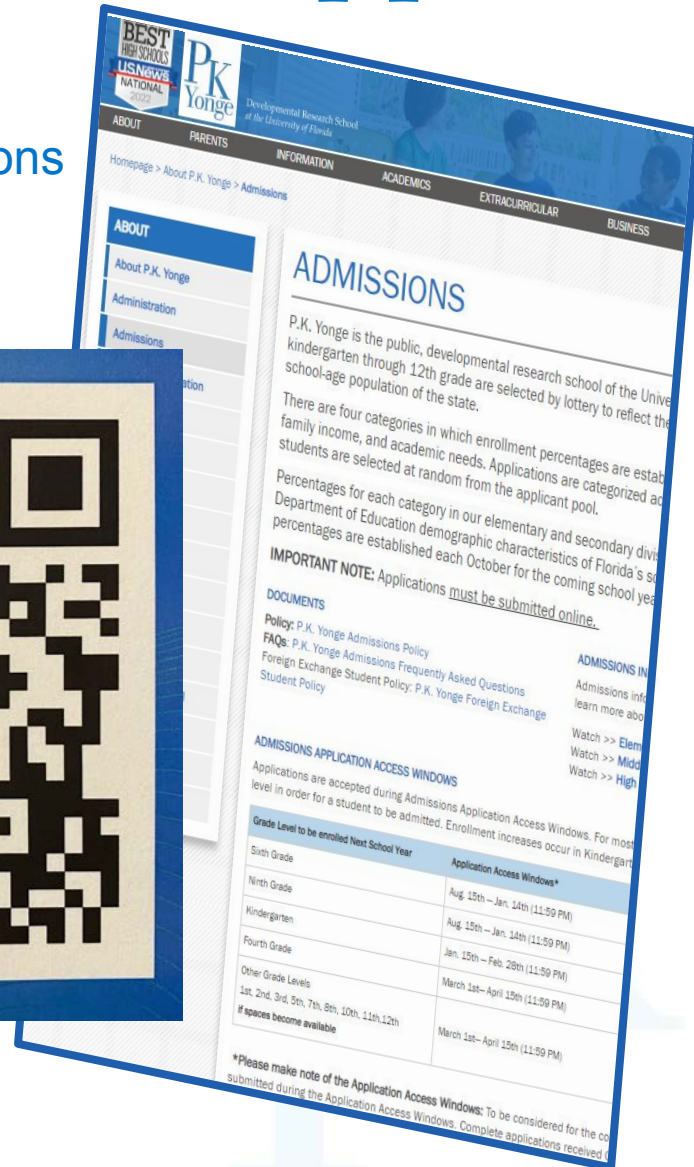 ons
BEST
HIGH SCHOOLS
U.S.News
NATIONAL
2022
PK
Yonge
Developmental Research School
at the University of Florida
ABOUT PARENTS INFORMATION ACADEMICS EXTRACURRICULAR BUSINESS
Homepage > About P.K. Yonge > Admissions
ABOUT
About P.K. Yonge
Administration
Admissions
ation
ADMISSIONS
P.K. Yonge is the public, developmental research school of the Unive
kindergarten through 12th grade are selected by lottery to reflect the
school-age population of the state.
There are four categories in which enrollment percentages are estab
family income, and academic needs. Applications are categorized ac
students are selected at random from the applicant pool.
Percentages for each category in our elementary and secondary divis
Department of Education demographic characteristics of Florida's sc
percentages are established each October for the coming school yea
IMPORTANT NOTE: Applications must be submitted online.
DOCUMENTS
Policy: P.K. Yonge Admissions Policy
FAQs: P.K. Yonge Admissions Frequently Asked Questions
Foreign Exchange Student Policy: P.K. Yonge Foreign Exchange
Student Policy
ADMISSIONS IN
Admissions info
learn more abo
Watch >> Elem
Watch >> Midd
Watch >> High
ADMISSIONS APPLICATION ACCESS WINDOWS
Applications are accepted during Admissions Application Access Windows. For most
level in order for a student to be admitted. Enrollment increases occur in Kindergart
Grade Level to be enrolled Next School Year Application Access Windows*
Sixth Grade Aug. 15th – Jan. 14th (11:59 PM)
Ninth Grade Aug. 15th – Jan. 14th (11:59 PM)
Kindergarten Jan. 15th – Feb. 28th (11:59 PM)
Fourth Grade March 1st– April 15th (11:59 PM)
Other Grade Levels
1st, 2nd, 3rd, 5th, 7th, 8th, 10th, 11th,12th
if spaces become available
March 1st– April 15th (11:59 PM)
*Please make note of the Application Access Windows: To be considered for the co
submitted during the Application Access Windows. Complete applications received